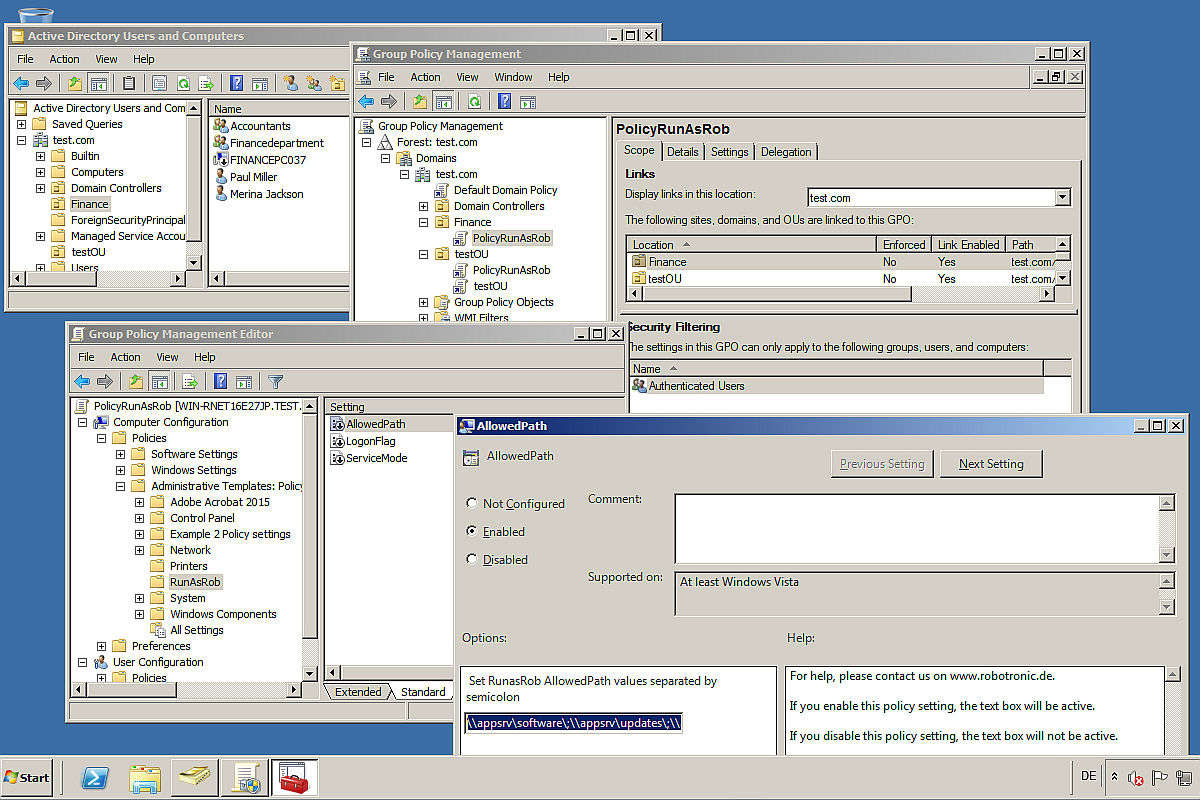 Active Directory Users and Computers
File Action View Help
Active Directory Users and Com
Saved Queries
test.com
Builtin
Computers
Domain Controllers
Finance
ForeignSecurityPrincipal
Managed Service Accou
testOU
Users
Name
Accountants
Financedepartment
FINANCEPC037
Paul Miller
Merina Jackson
Group Policy Management
File Action View Window Help
Group Policy Management
Forest: test.com
Domains
test.com
Default Domain Policy
Domain Controllers
Finance
PolicyRunAsRob
testOU
PolicyRunAsRob
testOU
Group Policy Objects
WMI Filters
PolicyRunAsRob
Scope Details Settings Delegation
Links
Display links in this location: test.com
The following sites, domains, and OUs are linked to this GPO:
Location Enforced Link Enabled Path
Finance No Yes test.com/
testOU No Yes test.com/
Security Filtering
The settings in this GPO can only apply to the following groups, users, and computers:
Name
Authenticated Users
Group Policy Management Editor
File Action View Help
PolicyRunAsRob [WIN-RNET16E27JP.TEST.
Computer Configuration
Policies
Software Settings
Windows Settings
Administrative Templates: Policy
Adobe Acrobat 2015
Control Panel
Example 2 Policy settings
Network
Printers
RunAsRob
System
Windows Components
All Settings
Preferences
User Configuration
Policies
Setting
AllowedPath
LogonFlag
ServiceMode
Extended Standard
AllowedPath
AllowedPath
Previous Setting Next Setting
Not Configured
Enabled
Disabled
Comment:
Supported on: At least Windows Vista
Options:
Set RunasRob AllowedPath values separated by
semicolon
\\appsrv\software\;\\appsrv\updates\;\\
Help:
For help, please contact us on www.robotronic.de.
If you enable this policy setting, the text box will be active.
If you disable this policy setting, the text box will not be active.
Start
DE